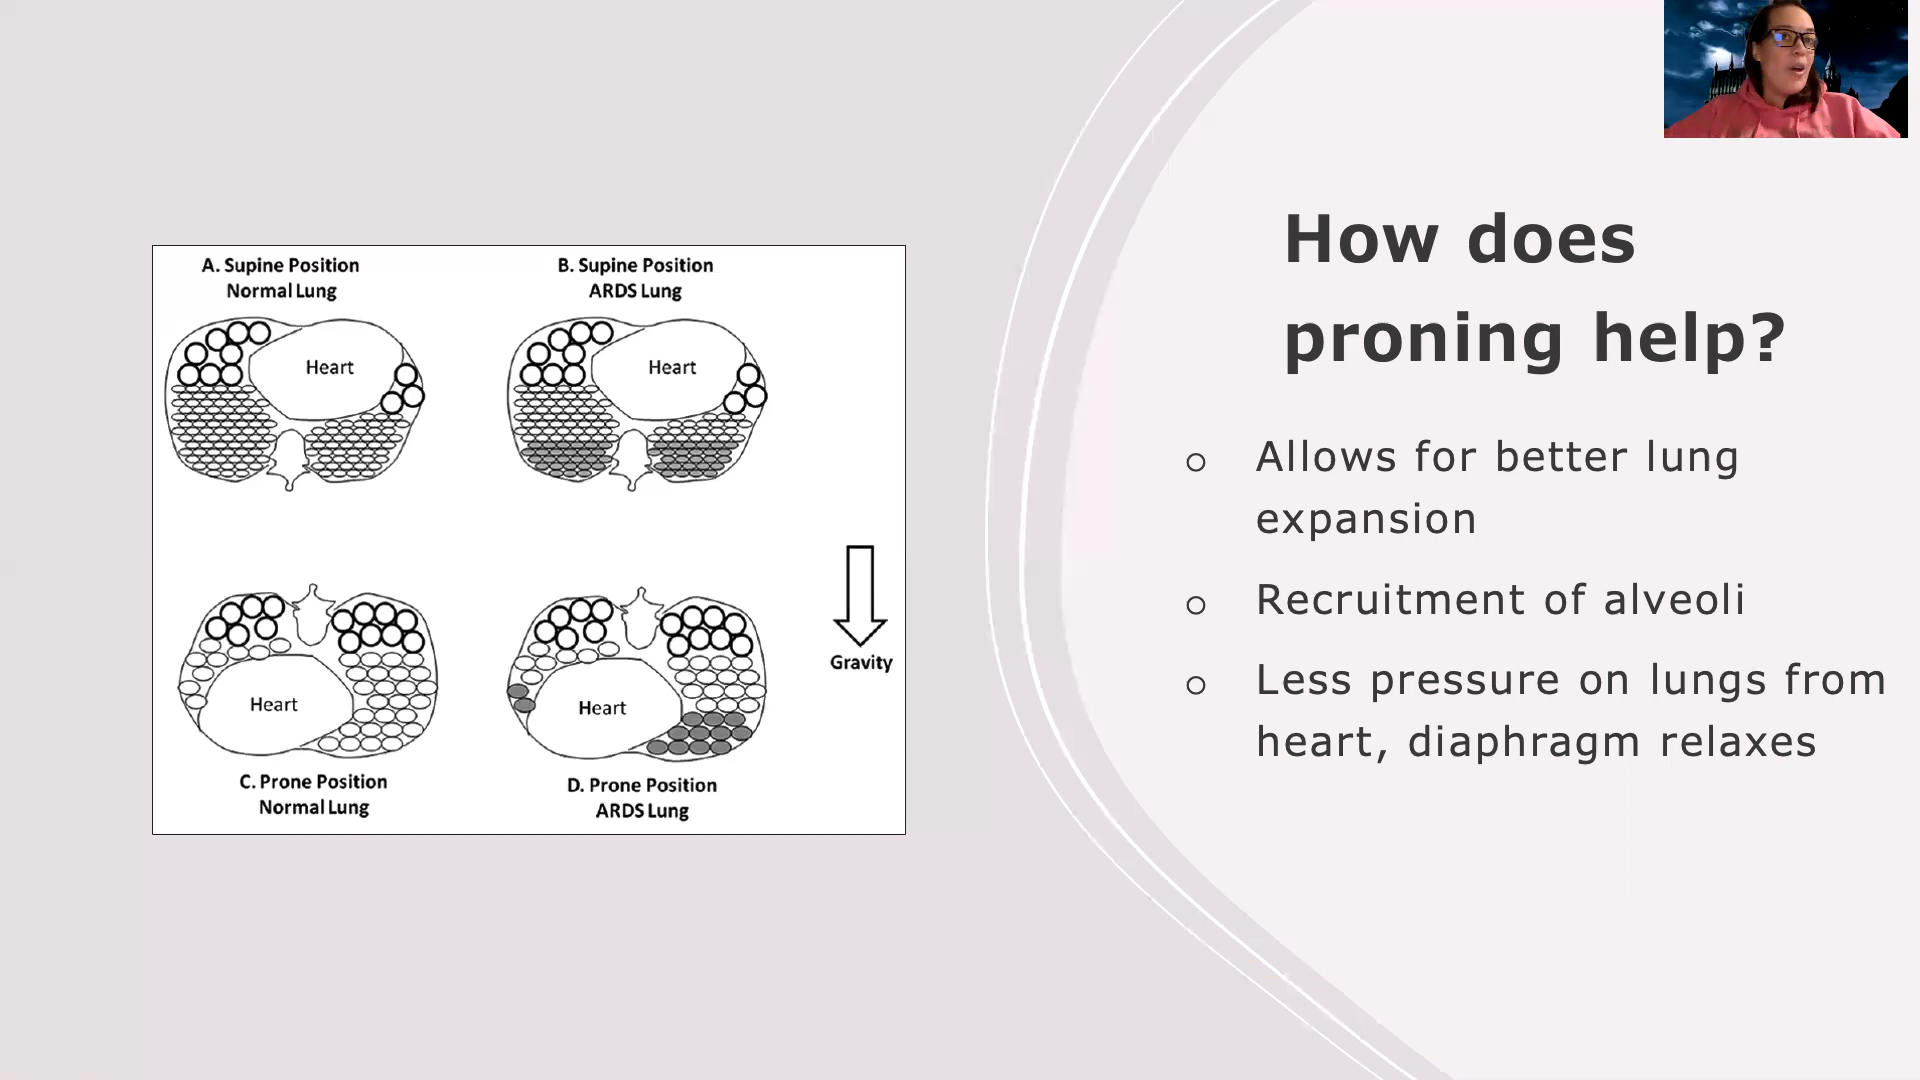 A. Supine Position
Normal Lung
B. Supine Position
ARDS Lung
Heart
Heart
Gravity
Heart
Heart
C. Prone Position
Normal Lung
D. Prone Position
ARDS Lung
How does
proning help?
o Allows for better lung
expansion
o Recruitment of alveoli
o Less pressure on lungs from
heart, diaphragm relaxes